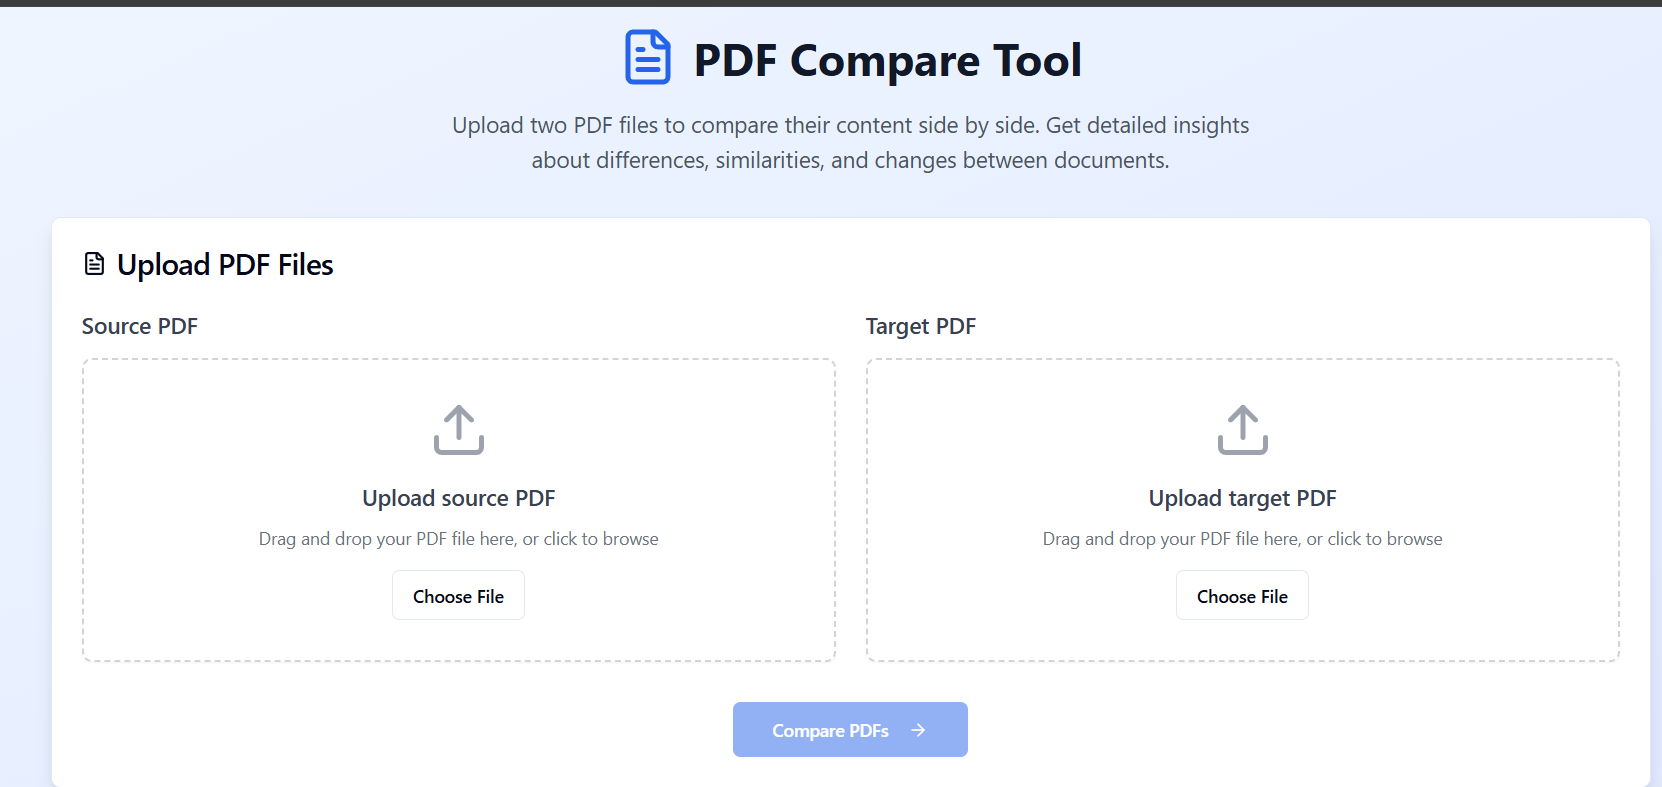 PDF Compare Tool
Upload two PDF files to compare their content side by side. Get detailed insights
about differences, similarities, and changes between documents.
Upload PDF Files
Source PDF
Upload source PDF
Drag and drop your PDF file here, or click to browse
Choose File
Target PDF
Upload target PDF
Drag and drop your PDF file here, or click to browse
Choose File
Compare PDFs